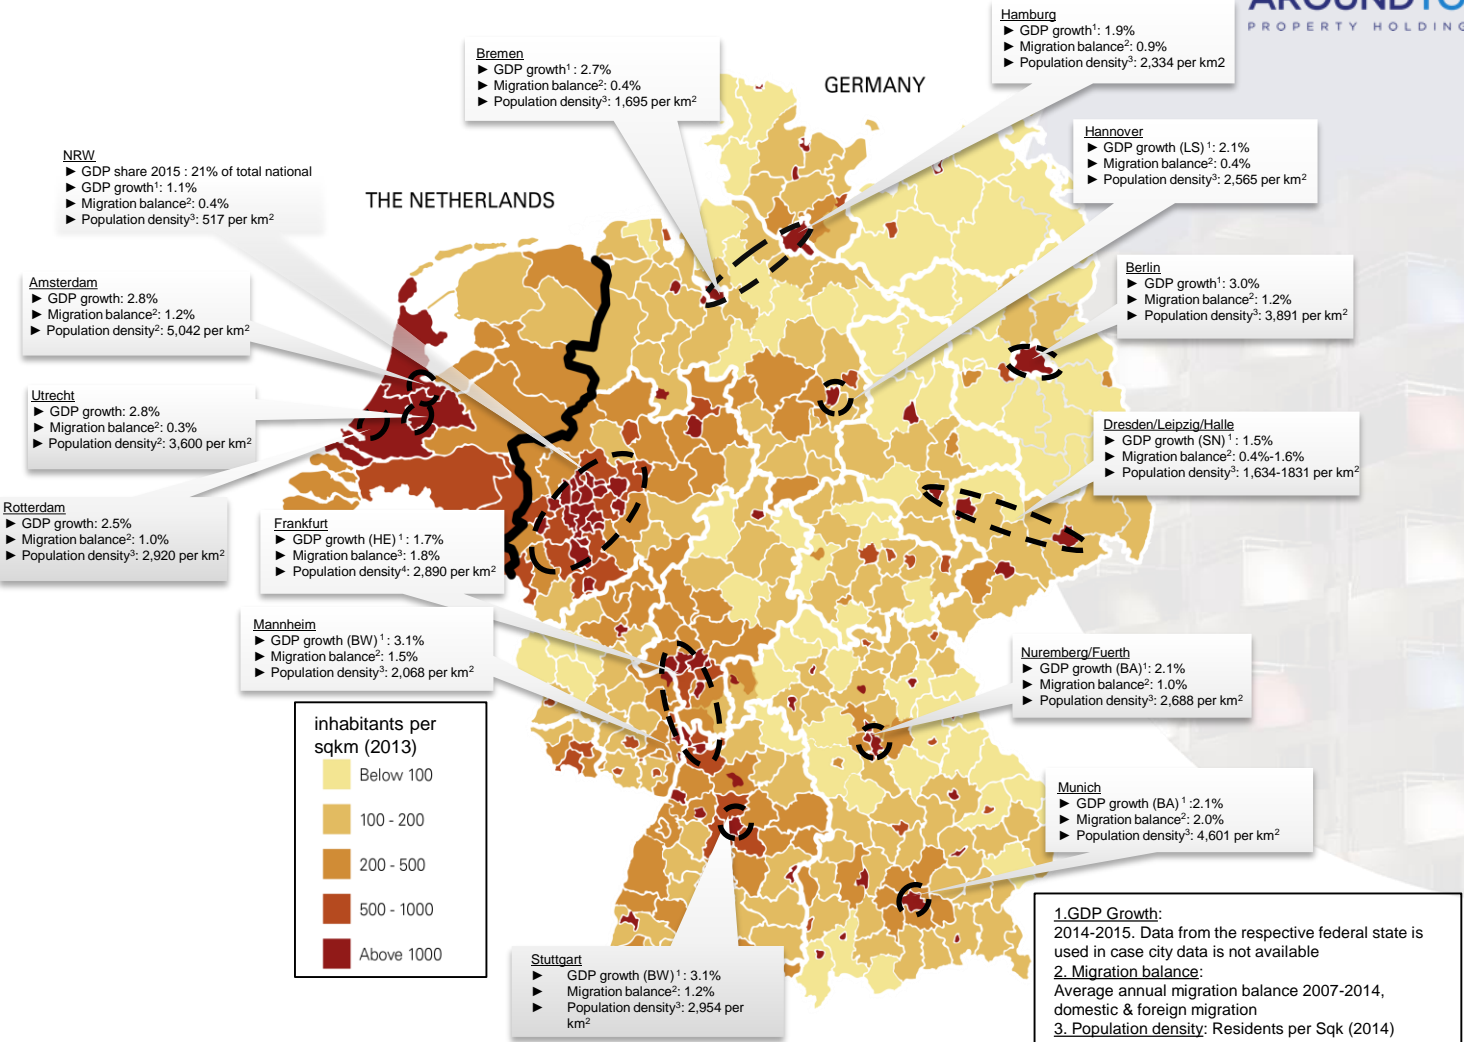 AROUNDTO
PROPERTY HOLDING
Hamburg
► GDP growth¹: 1.9%
► Migration balance²: 0.9%
► Population density³: 2,334 per km2
Bremen
► GDP growth¹ : 2.7%
► Migration balance²: 0.4%
► Population density³: 1,695 per km²
GERMANY
Hannover
► GDP growth (LS) ¹: 2.1%
► Migration balance²: 0.4%
► Population density³: 2,565 per km²
NRW
► GDP share 2015 : 21% of total national
► GDP growth¹: 1.1%
► Migration balance²: 0.4%
► Population density³: 517 per km²
THE NETHERLANDS
Amsterdam
► GDP growth: 2.8%
► Migration balance²: 1.2%
► Population density²: 5,042 per km²
Berlin
► GDP growth¹: 3.0%
► Migration balance²: 1.2%
► Population density³: 3,891 per km²
Utrecht
► GDP growth: 2.8%
► Migration balance²: 0.3%
► Population density²: 3,600 per km²
Dresden/Leipzig/Halle
► GDP growth (SN) ¹ : 1.5%
► Migration balance²: 0.4%-1.6%
► Population density³: 1,634-1831 per km²
Rotterdam
► GDP growth: 2.5%
► Migration balance²: 1.0%
► Population density³: 2,920 per km²
Frankfurt
► GDP growth (HE) ¹ : 1.7%
► Migration balance³: 1.8%
► Population density⁴: 2,890 per km²
Mannheim
► GDP growth (BW) ¹ : 3.1%
► Migration balance²: 1.5%
► Population density³: 2,068 per km²
Nuremberg/Fuerth
► GDP growth (BA)¹: 2.1%
► Migration balance²: 1.0%
► Population density³: 2,688 per km²
inhabitants per
sqkm (2013)
Below 100
100 - 200
200 - 500
500 - 1000
Above 1000
Munich
► GDP growth (BA) ¹ :2.1%
► Migration balance²: 2.0%
► Population density³: 4,601 per km²
Stuttgart
► GDP growth (BW) ¹: 3.1%
► Migration balance²: 1.2%
► Population density³: 2,954 per
km²
1.GDP Growth:
2014-2015. Data from the respective federal state is
used in case city data is not available
2. Migration balance:
Average annual migration balance 2007-2014,
domestic & foreign migration
3. Population density: Residents per Sqk (2014)